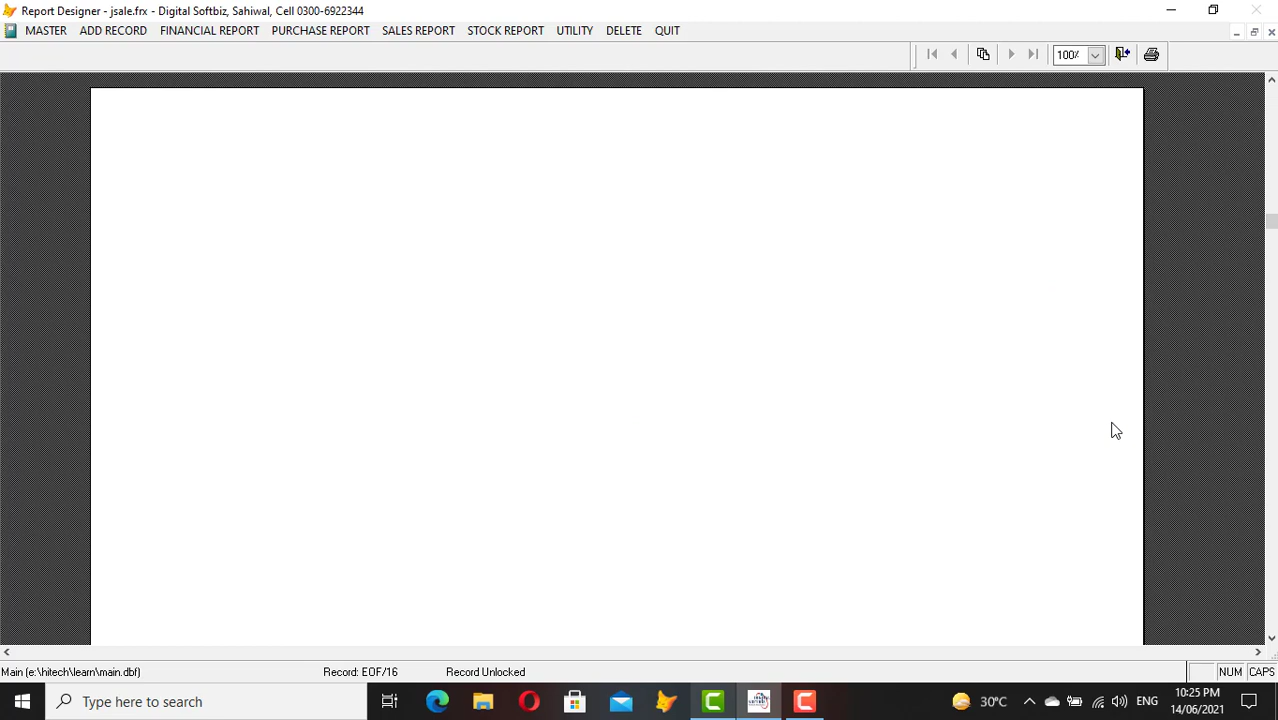 Report Designer - jsale.frx - Digital Softbiz, Sahiwal, Cell 0300-6922344
MASTER ADD RECORD FINANCIAL REPORT PURCHASE REPORT SALES REPORT STOCK REPORT UTILITY DELETE QUIT
100%
Main (e:\hitech\learn\main.dbf) Record: EOF/16 Record Unlocked NUM CAPS
Type here to search
30°C
ENG
10:25 PM
14/06/2021